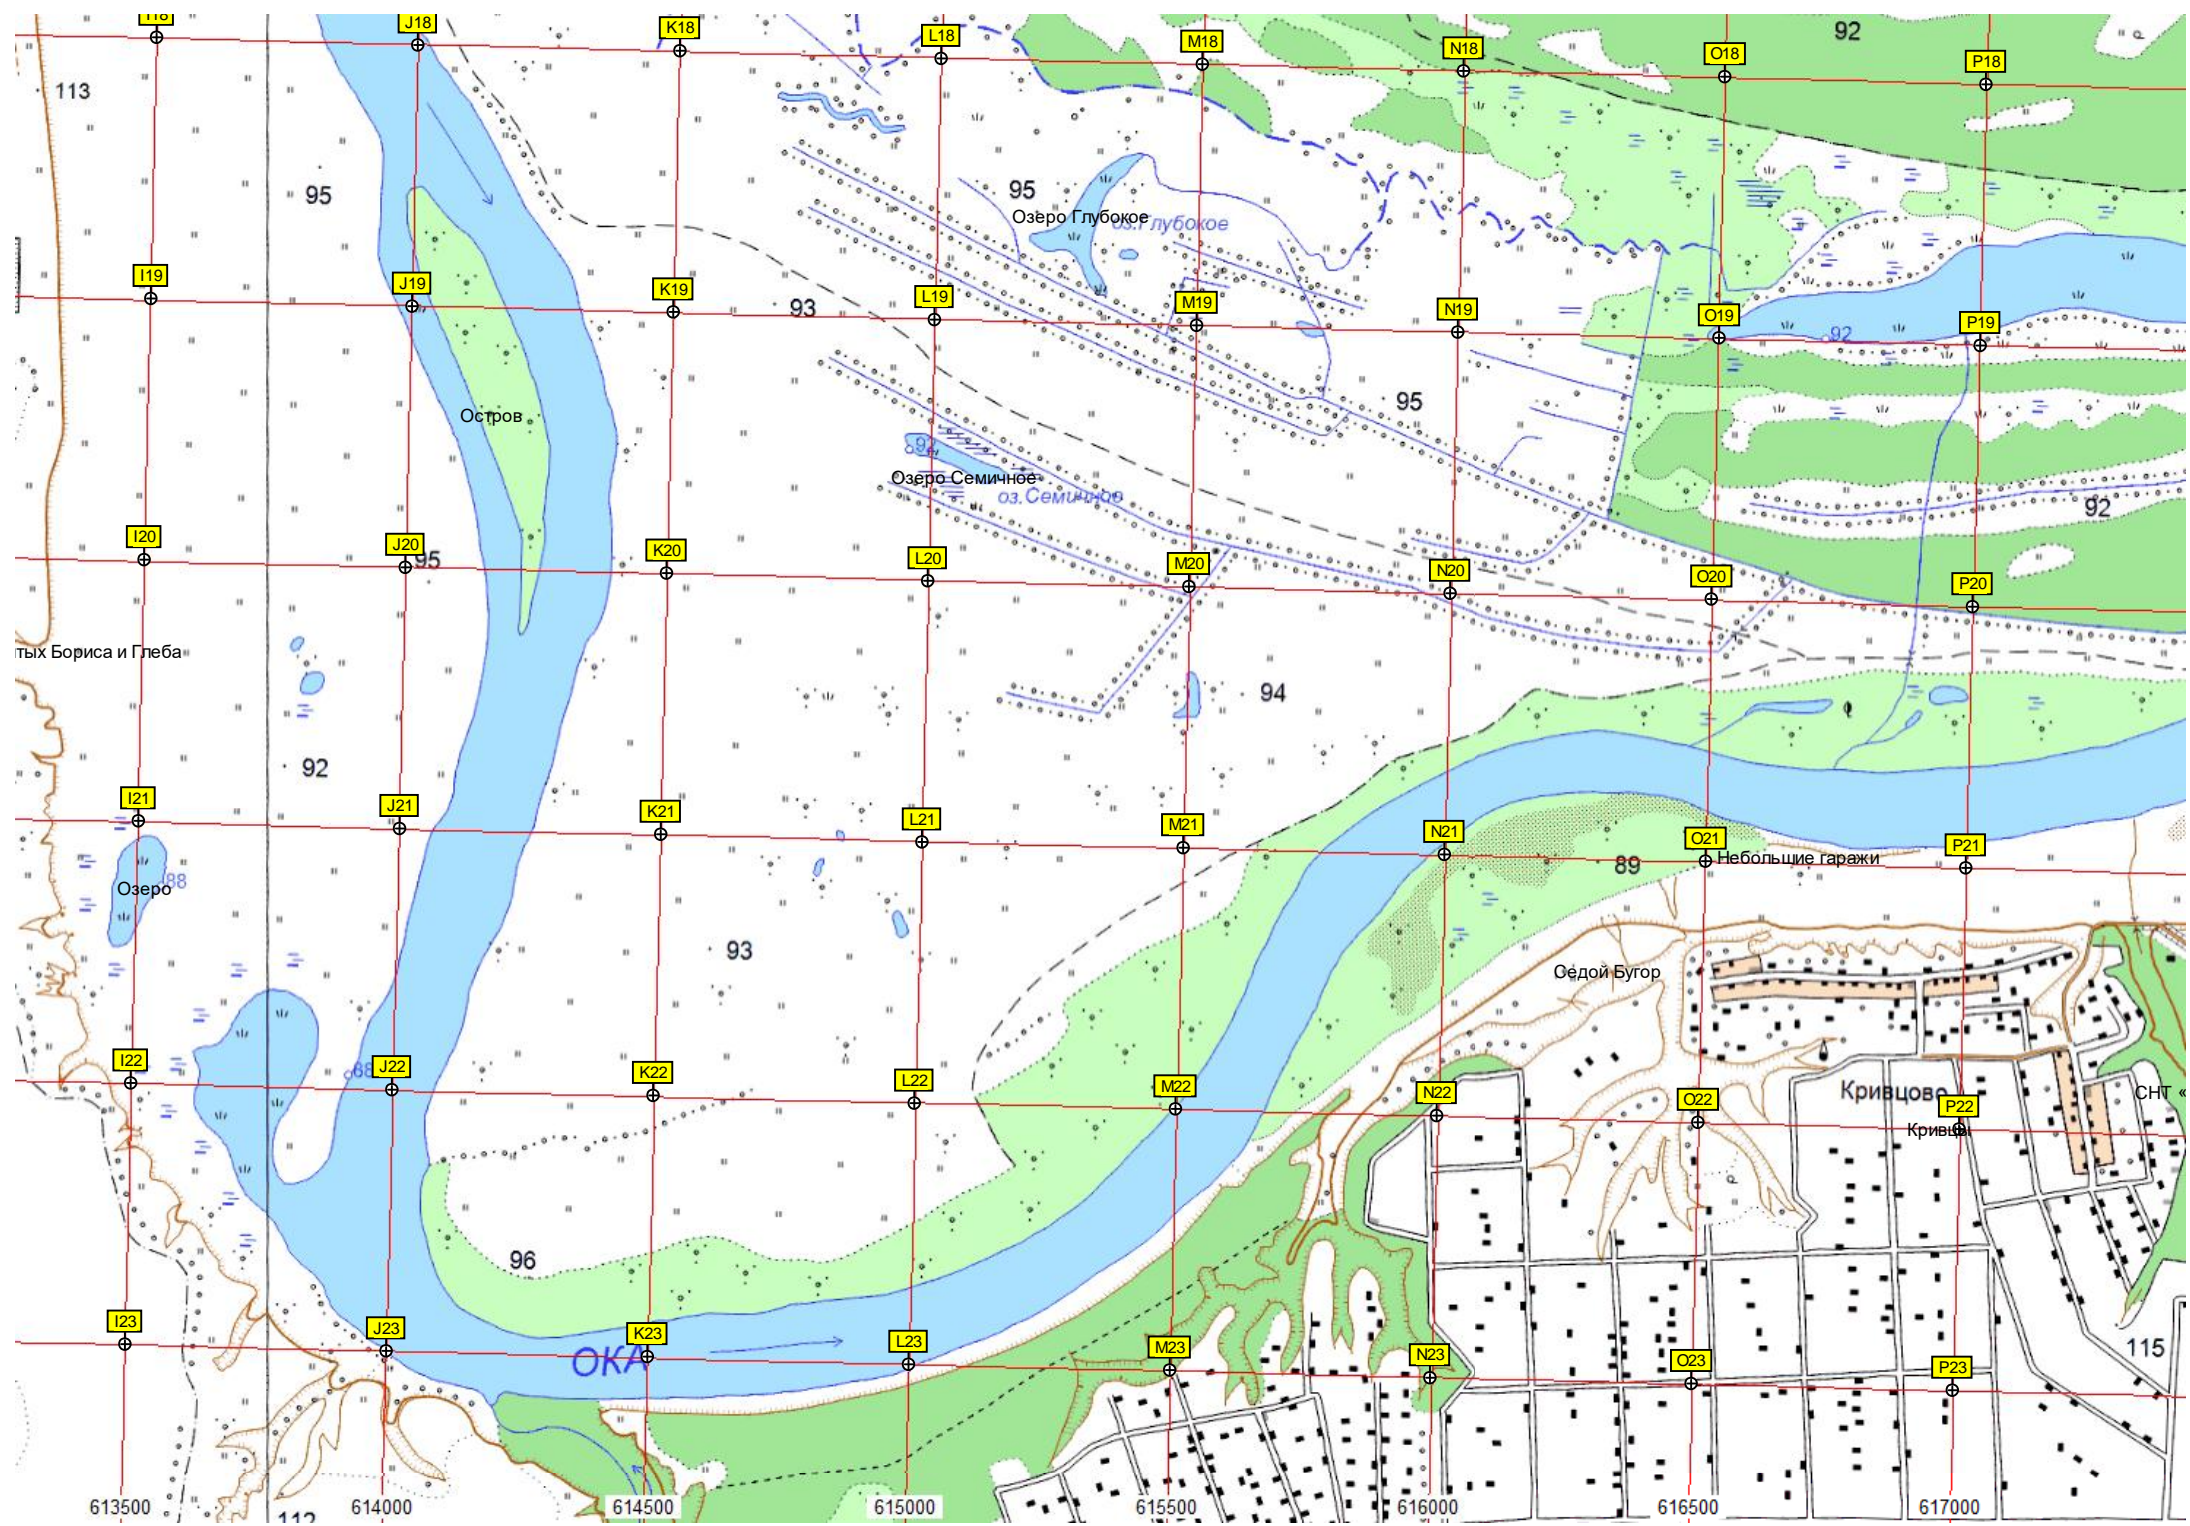 I18 J18 K18 L18 M18 N18 O18 P18
92
113
95
95
Озеро Глубокое
оз.Глубокое
I19 J19 K19 L19 M19 N19 O19 P19
93
92
Остров
95
92
Озеро Семичное
оз.Семичное
92
I20 J20 K20 L20 M20 N20 O20 P20
95
тых Бориса и Глеба
94
92
I21 J21 K21 L21 M21 N21 O21 P21
89
Небольшие гаражи
88
Озеро
93
Седой Бугор
I22 J22 K22 L22 M22 N22 O22 P22
88
Кривцово
СНТ «
Кривцы
96
I23 J23 K23 L23 M23 N23 O23 P23
ОКА
115
613500 614000 614500 615000 615500 616000 616500 617000
112